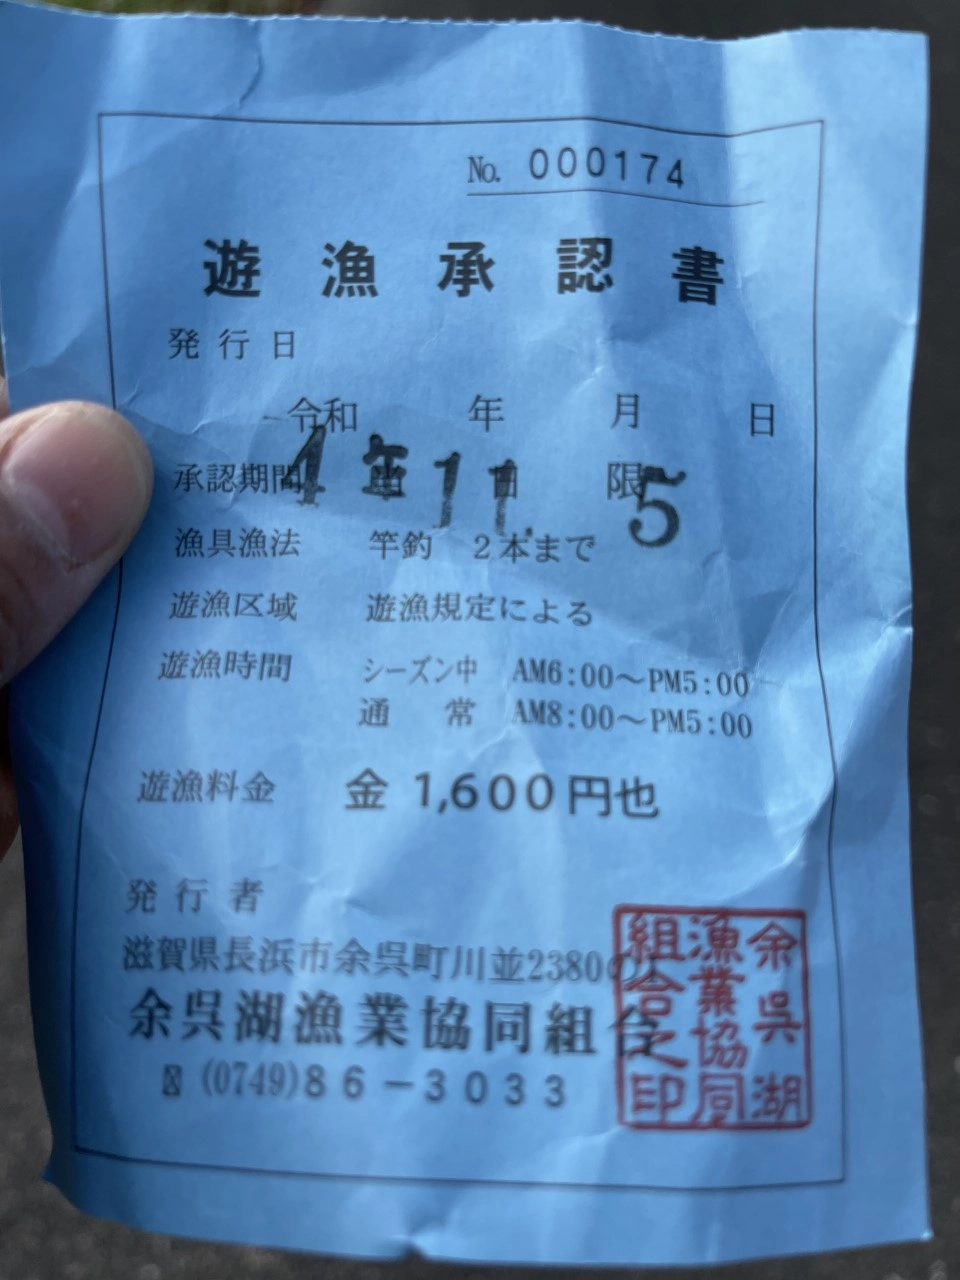 No. 000174
遊漁承認書
発行日
令和 年 月 日
4年11.5
承認期間 当日限
漁具漁法 竿釣 2本まで
遊漁区域 遊漁規定による
遊漁時間 シーズン中 AM6:00～PM5:00
通常 AM8:00～PM5:00
遊漁料金 金 1,600円也
発行者
滋賀県長浜市余呉町川並2380の1
余呉湖漁業協同組合
(0749)86-3033
余呉湖
漁業協同
組合之印